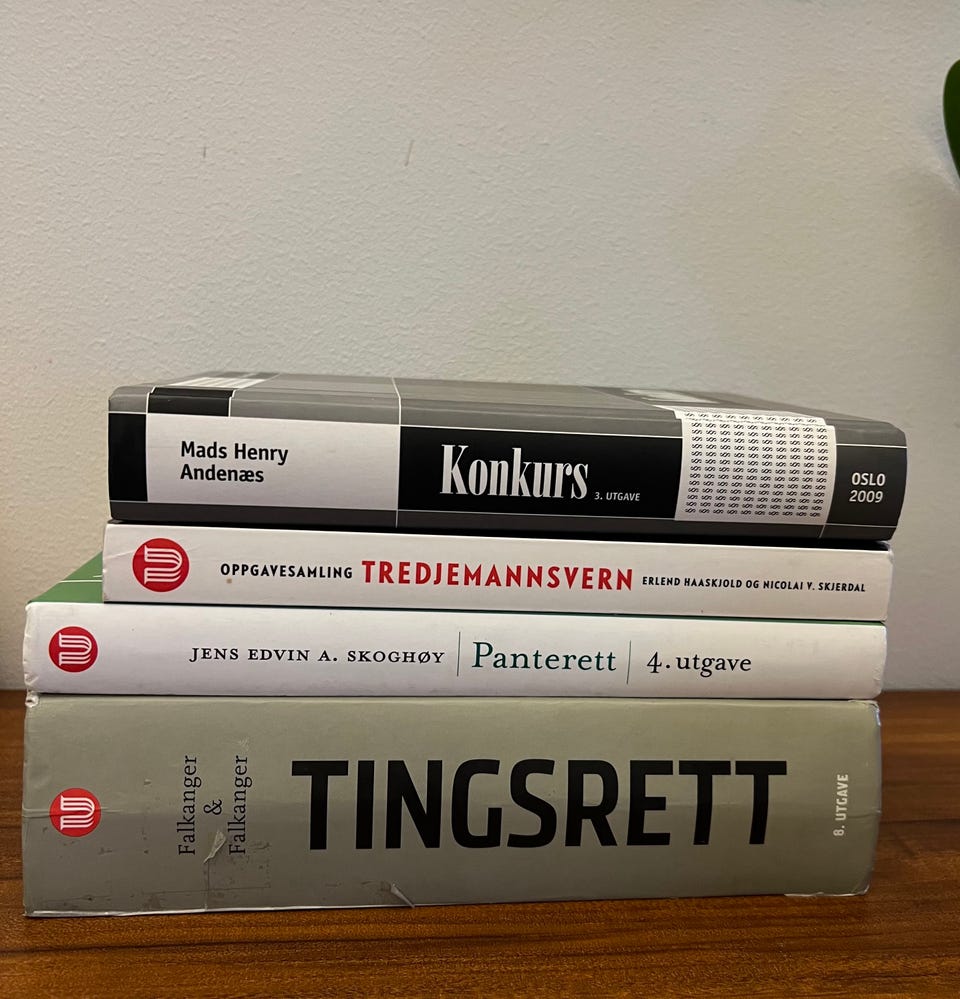 Mads Henry
Andenæs
Konkurs 3. UTGAVE
OSLO
2009
OPPGAVESAMLING TREDJEMANNSVERN ERLEND HAASKJOLD OG NICOLAI V. SKJERDAL
JENS EDVIN A. SKOGHØY Panterett 4. utgave
Falkanger
&
Falkanger
TINGSRETT
8. UTGAVE